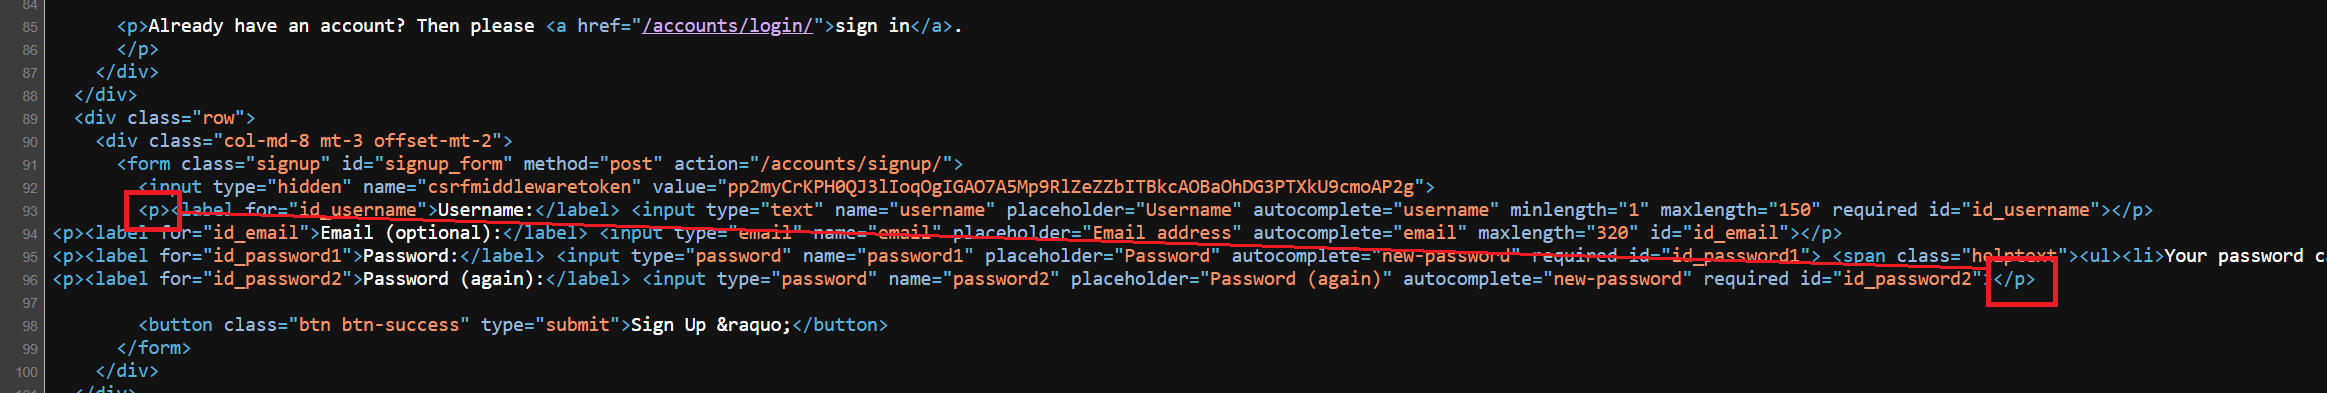 84
85 <p>Already have an account? Then please <a href="/accounts/login/">sign in</a>.
86 </p>
87 </div>
88 </div>
89 <div class="row">
90 <div class="col-md-8 mt-3 offset-mt-2">
91 <form class="signup" id="signup_form" method="post" action="/accounts/signup/">
92 <input type="hidden" name="csrfmiddlewaretoken" value="pp2myCrKPH0QJ3lIoqOgIGAO7A5Mp9RlZeZZbITBkcAOBaOhDG3PTXkU9cmoAP2g">
93 <p><label for="id_username">Username:</label> <input type="text" name="username" placeholder="Username" autocomplete="username" minlength="1" maxlength="150" required id="id_username"></p>
94 <p><label for="id_email">Email (optional):</label> <input type="email" name="email" placeholder="Email address" autocomplete="email" maxlength="320" id="id_email"></p>
95 <p><label for="id_password1">Password:</label> <input type="password" name="password1" placeholder="Password" autocomplete="new-password" required id="id_password1"> <span class="helptext"><ul><li>Your password
96 <p><label for="id_password2">Password (again):</label> <input type="password" name="password2" placeholder="Password (again)" autocomplete="new-password" required id="id_password2"></p>
97
98 <button class="btn btn-success" type="submit">Sign Up &raquo;</button>
99 </form>
100 </div>